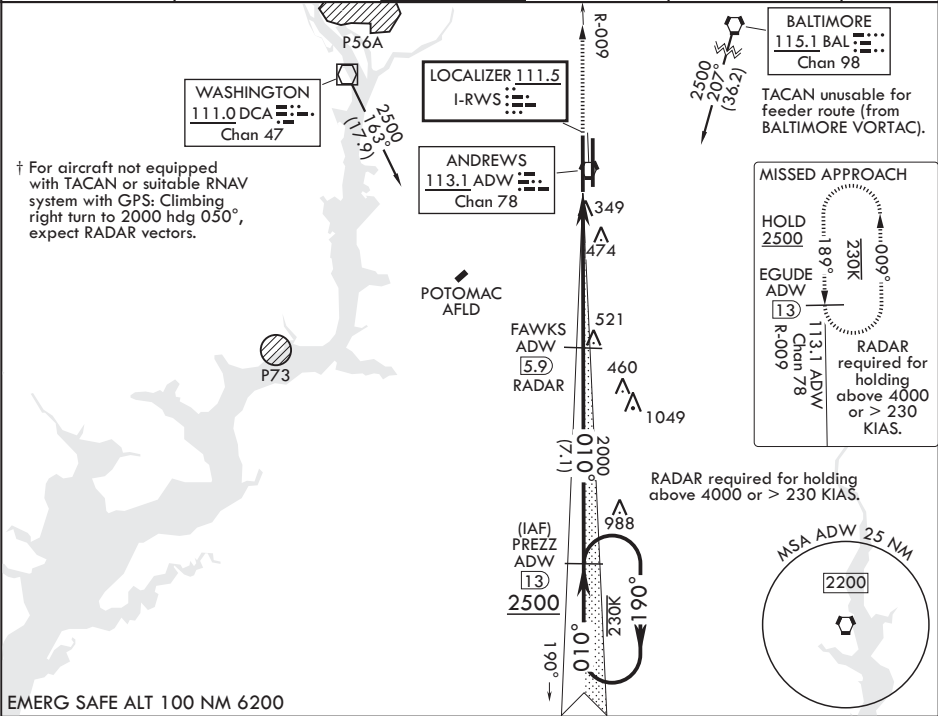 P56A
WASHINGTON
111.0 DCA
Chan 47
2500
163°
(17.9)
† For aircraft not equipped
with TACAN or suitable RNAV
system with GPS: Climbing
right turn to 2000 hdg 050°,
expect RADAR vectors.
LOCALIZER 111.5
I-RWS
R-009
ANDREWS
113.1 ADW
Chan 78
BALTIMORE
115.1 BAL
Chan 98
2500
207°
(36.2)
TACAN unusable for
feeder route (from
BALTIMORE VORTAC).
MISSED APPROACH
HOLD
2500
189°
230K
009°
EGUDE
ADW
13
113.1 ADW
Chan 78
R-009
RADAR
required for
holding
above 4000
or > 230
KIAS.
349
474
POTOMAC
AFLD
P73
FAWKS
ADW
5.9
RADAR
521
460
1049
010°
2000
(7.1)
RADAR required for holding
above 4000 or > 230 KIAS.
988
(IAF)
PREZZ
ADW
13
2500
230K
190°
010°
190°
MSA ADW 25 NM
2200
EMERG SAFE ALT 100 NM 6200